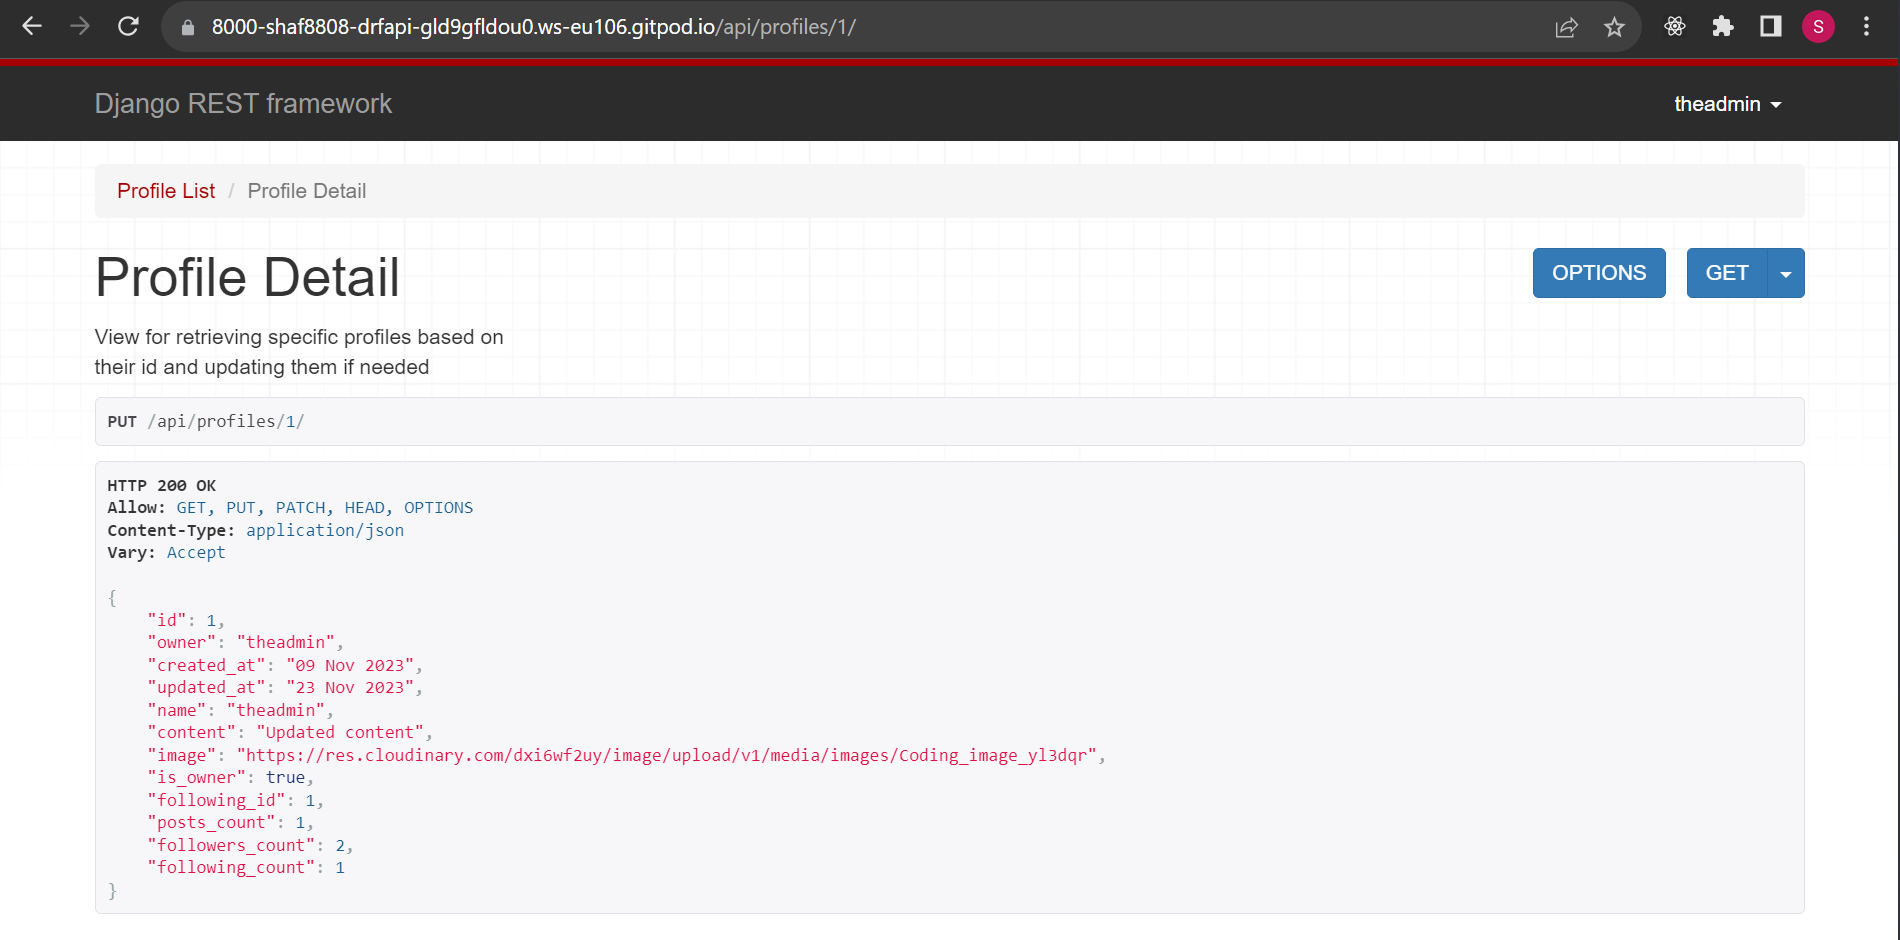 8000-shaf8808-drfapi-gld9gfldou0.ws-eu106.gitpod.io/api/profiles/1/
S
Django REST framework
theadmin
Profile List / Profile Detail
Profile Detail
OPTIONS
GET
View for retrieving specific profiles based on
their id and updating them if needed
PUT /api/profiles/1/
HTTP 200 OK
Allow: GET, PUT, PATCH, HEAD, OPTIONS
Content-Type: application/json
Vary: Accept
{
    "id": 1,
    "owner": "theadmin",
    "created_at": "09 Nov 2023",
    "updated_at": "23 Nov 2023",
    "name": "theadmin",
    "content": "Updated content",
    "image": "https://res.cloudinary.com/dxi6wf2uy/image/upload/v1/media/images/Coding_image_yl3dqr",
    "is_owner": true,
    "following_id": 1,
    "posts_count": 1,
    "followers_count": 2,
    "following_count": 1
}